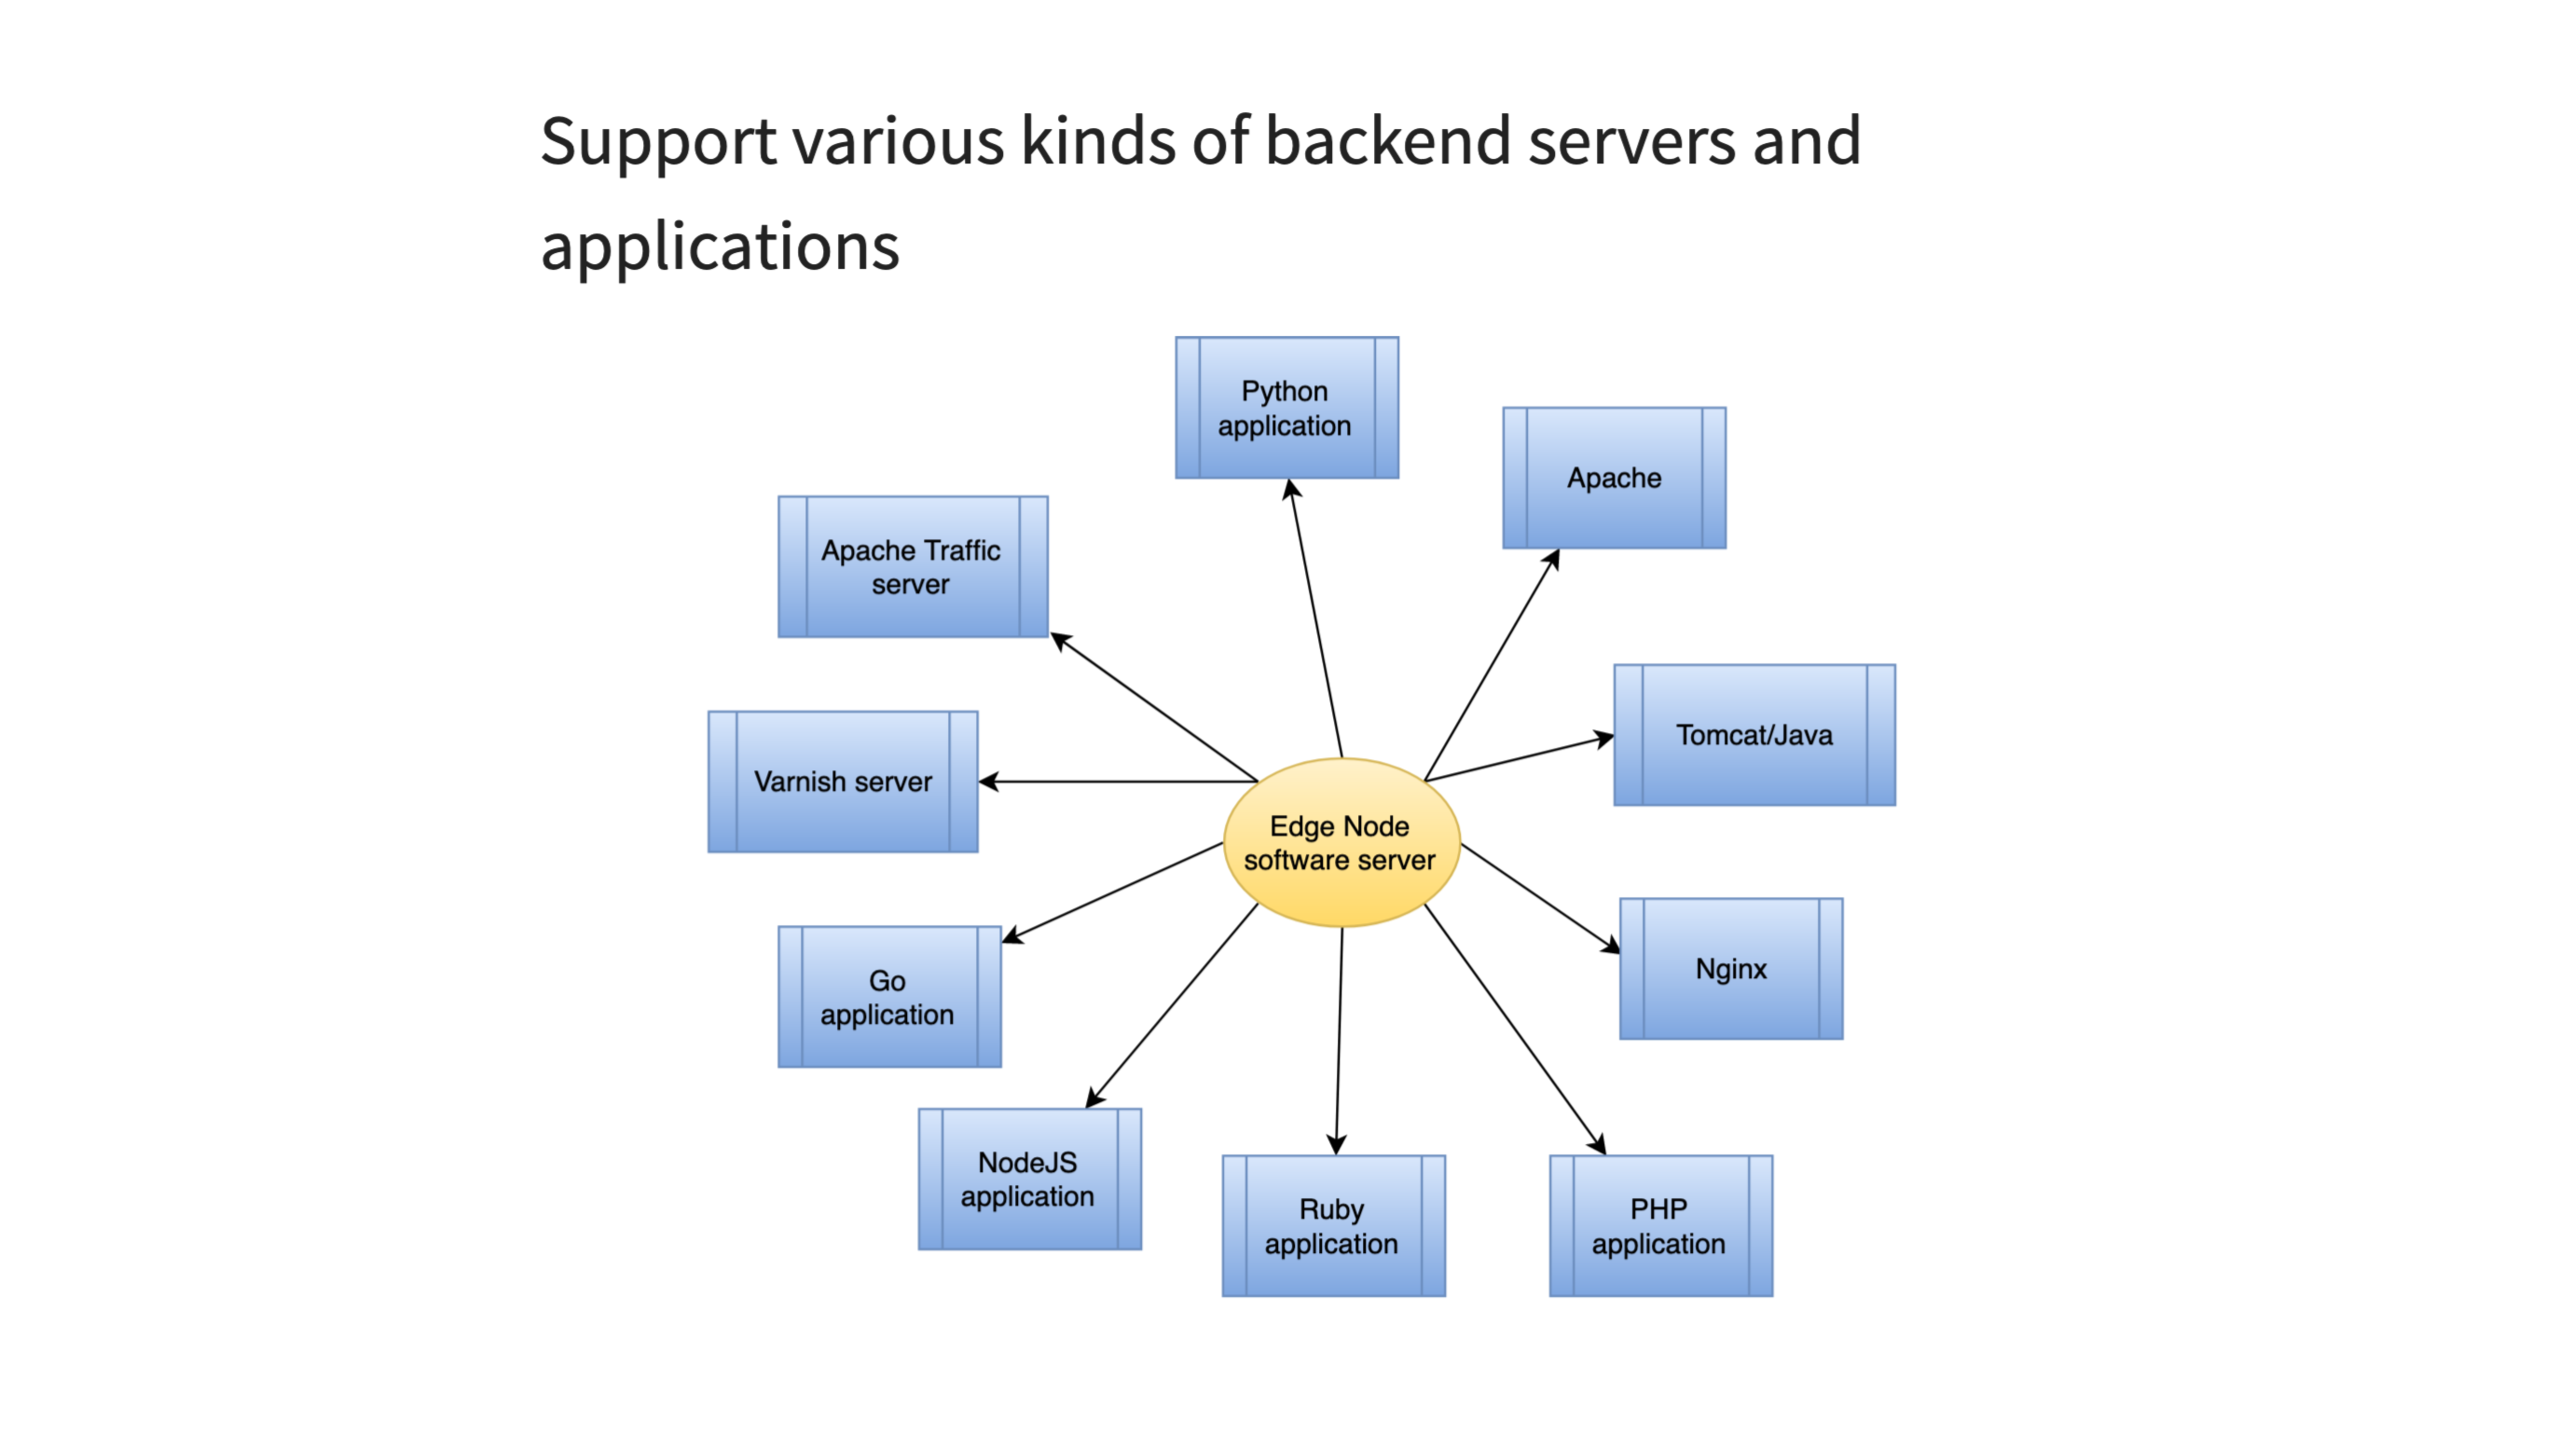 Support various kinds of backend servers and
applications
Python
application
Apache
Apache Traffic
server
Tomcat/Java
Varnish server
Edge Node
software server
Nginx
Go
application
NodeJS
application
Ruby
application
PHP
application